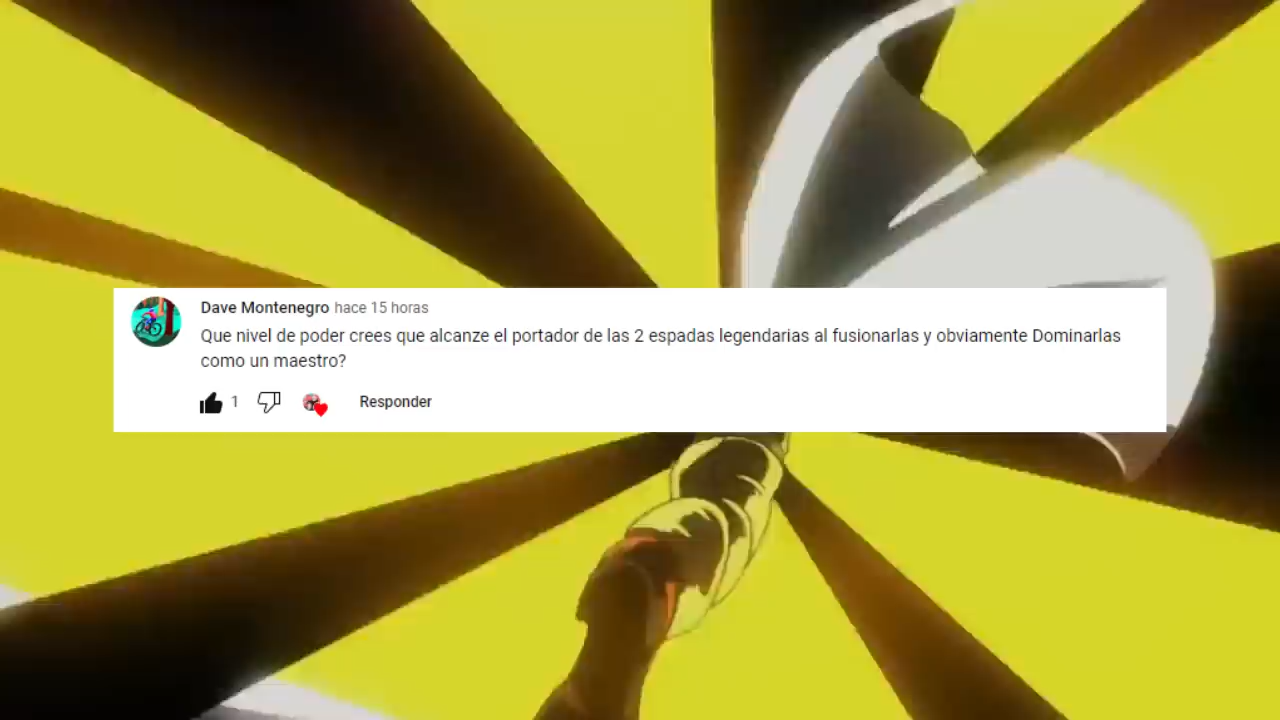 Dave Montenegro hace 15 horas
Que nivel de poder crees que alcanze el portador de las 2 espadas legendarias al fusionarlas y obviamente Dominarlas
como un maestro?
1 Responder